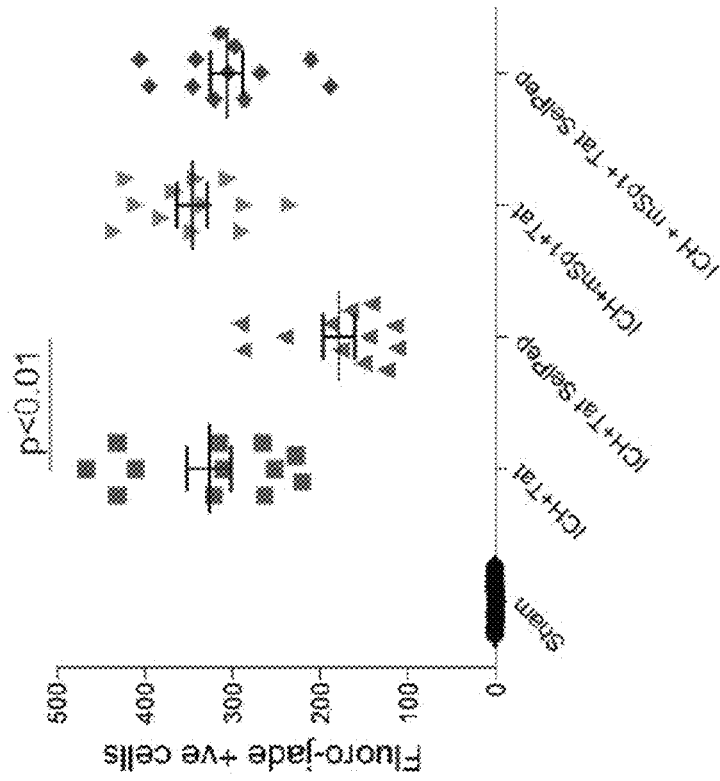 p<0.01
Fluoro-jade +ve cells
500
400
300
200
100
0
Sham
ICH+Tat
ICH+Tat SelPep
ICH+mSp1+Tat
ICH + mSp1+ Tat SelPep